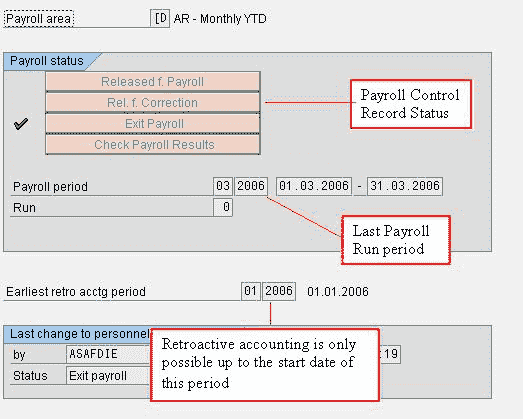 Payroll area [D AR - Monthly YTD
Payroll status
Released f. Payroll
Rel. f. Correction
Exit Payroll
Check Payroll Results
Payroll Control
Record Status
Payroll period 03 2006 01.03.2006 - 31.03.2006
Run 0
Last Payroll
Run period
Earliest retro acctg period 01 2006 01.01.2006
Last change to personnel
by ASAFDIE :19
Status Exit payroll
Retroactive accounting is only
possible up to the start date of
this period